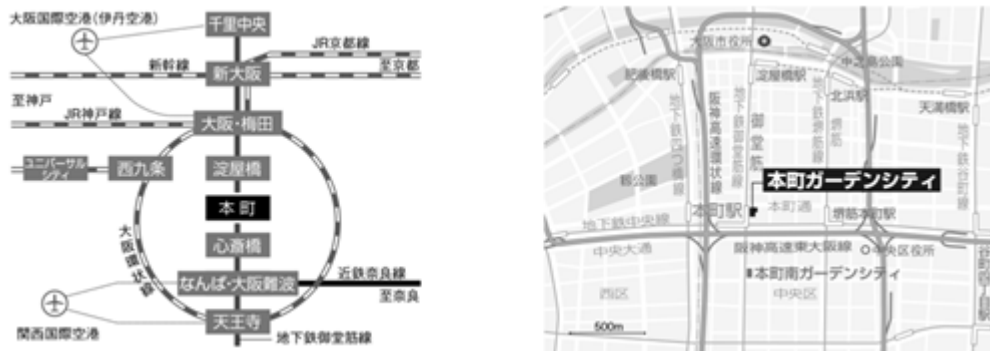 大阪国際空港(伊丹空港)
千里中央
JR京都線
新幹線
新大阪
至京都
至神戸
JR神戸線
大阪・梅田
ユニバーサル
シティ
西九条
淀屋橋
本町
大阪環状線
心斎橋
近鉄奈良線
なんば・大阪難波
至奈良
関西国際空港
天王寺
地下鉄御堂筋線
大阪市役所
中之島公園
肥後橋駅
淀屋橋駅
北浜駅
天満橋駅
地下鉄四つ橋線
阪神高速環状線
地下鉄御堂筋線
御堂筋
地下鉄堺筋線
堺筋
地下鉄谷町線
靱公園
本町ガーデンシティ
本町駅
本町通
堺筋本町駅
地下鉄中央線
中央大通
阪神高速東大阪線
中央区役所
谷町四丁目駅
本町南ガーデンシティ
西区
中央区
500m